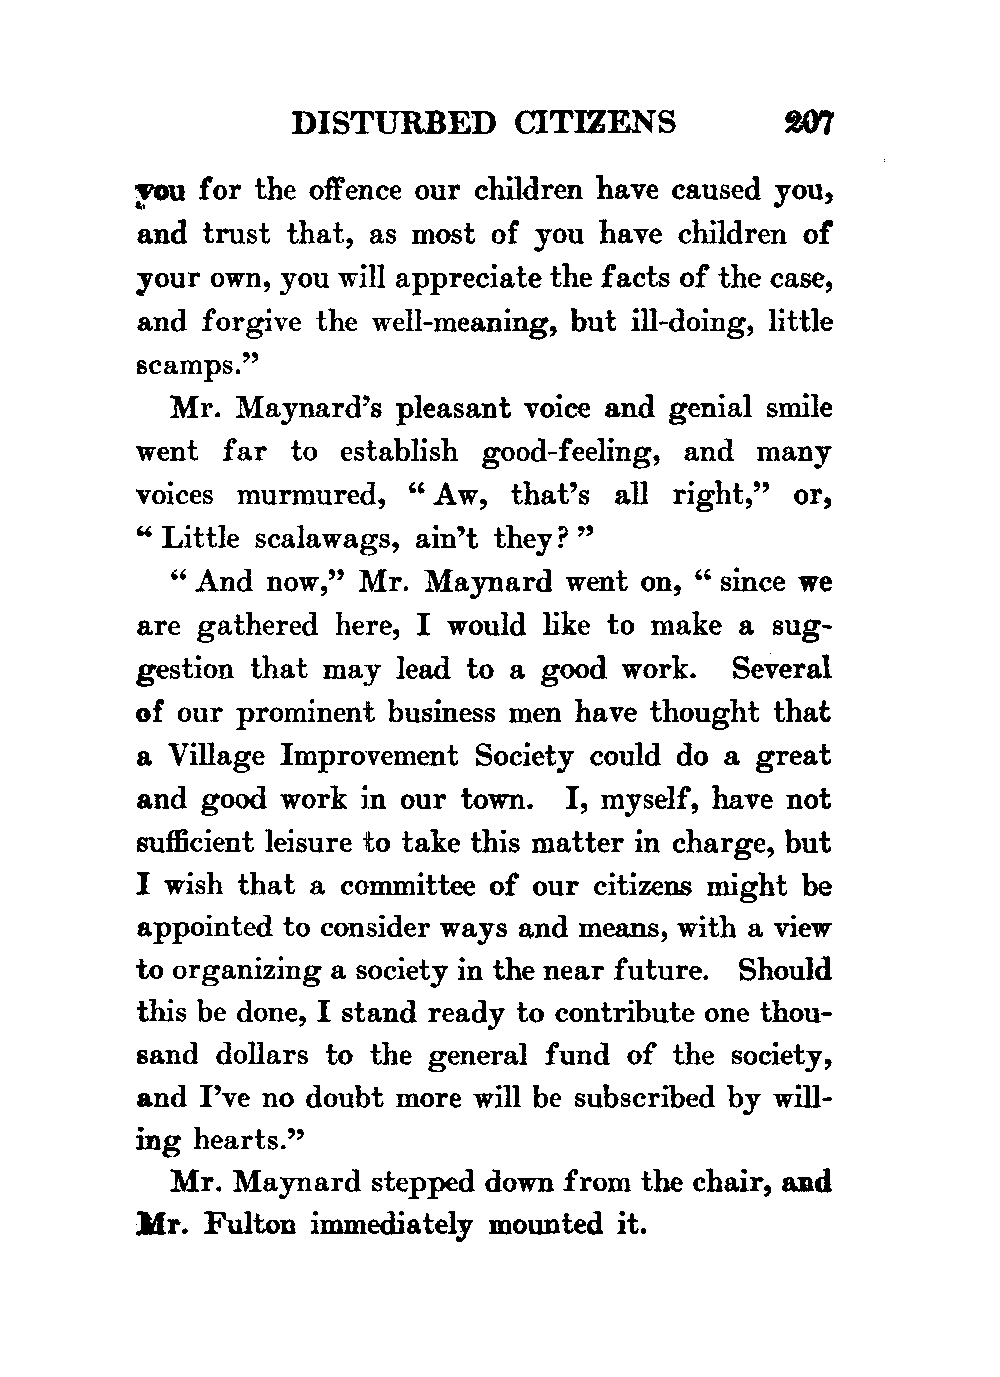 DISTURBED CITIZENS 207
you for the offence our children have caused you,
and trust that, as most of you have children of
your own, you will appreciate the facts of the case,
and forgive the well-meaning, but ill-doing, little
scamps.”
Mr. Maynard’s pleasant voice and genial smile
went far to establish good-feeling, and many
voices murmured, “ Aw, that’s all right,” or,
“ Little scalawags, ain’t they? ”
“ And now,” Mr. Maynard went on, “ since we
are gathered here, I would like to make a sug-
gestion that may lead to a good work. Several
of our prominent business men have thought that
a Village Improvement Society could do a great
and good work in our town. I, myself, have not
sufficient leisure to take this matter in charge, but
I wish that a committee of our citizens might be
appointed to consider ways and means, with a view
to organizing a society in the near future. Should
this be done, I stand ready to contribute one thou-
sand dollars to the general fund of the society,
and I’ve no doubt more will be subscribed by will-
ing hearts.”
Mr. Maynard stepped down from the chair, and
Mr. Fulton immediately mounted it.